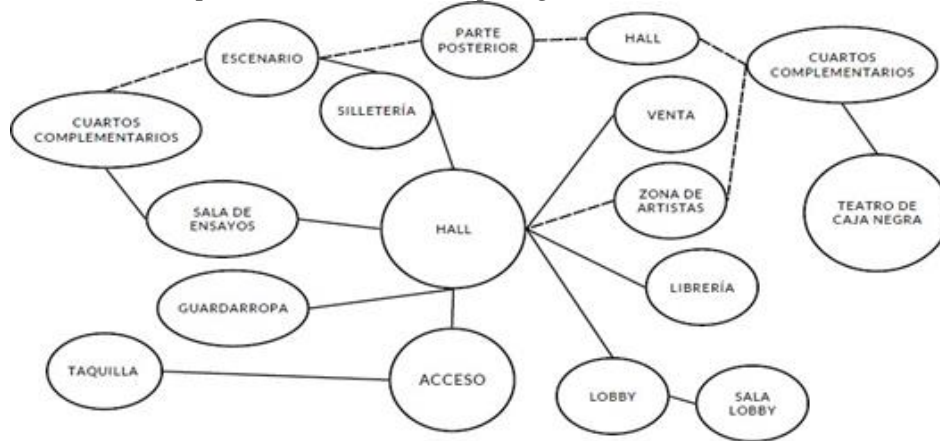 PARTE
POSTERIOR
HALL
ESCENARIO
CUARTOS
COMPLEMENTARIOS
SILLETERÍA
VENTA
CUARTOS
COMPLEMENTARIOS
ZONA DE
ARTISTAS
SALA DE
ENSAYOS
HALL
TEATRO DE
CAJA NEGRA
LIBRERÍA
GUARDARROPA
TAQUILLA
ACCESO
LOBBY
SALA
LOBBY